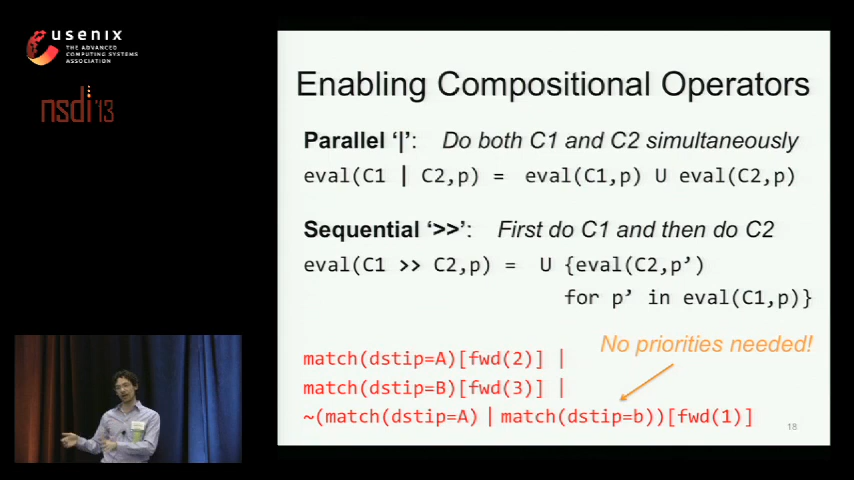 usenix
THE ADVANCED
COMPUTING SYSTEMS
ASSOCIATION
nsdi'13
Enabling Compositional Operators
Parallel ‘|’: Do both C1 and C2 simultaneously
eval(C1 | C2,p) = eval(C1,p) U eval(C2,p)
Sequential ‘>>’: First do C1 and then do C2
eval(C1 >> C2,p) = U {eval(C2,p’)
for p’ in eval(C1,p)}
No priorities needed!
match(dstip=A)[fwd(2)] |
match(dstip=B)[fwd(3)] |
~(match(dstip=A) | match(dstip=b))[fwd(1)]
18